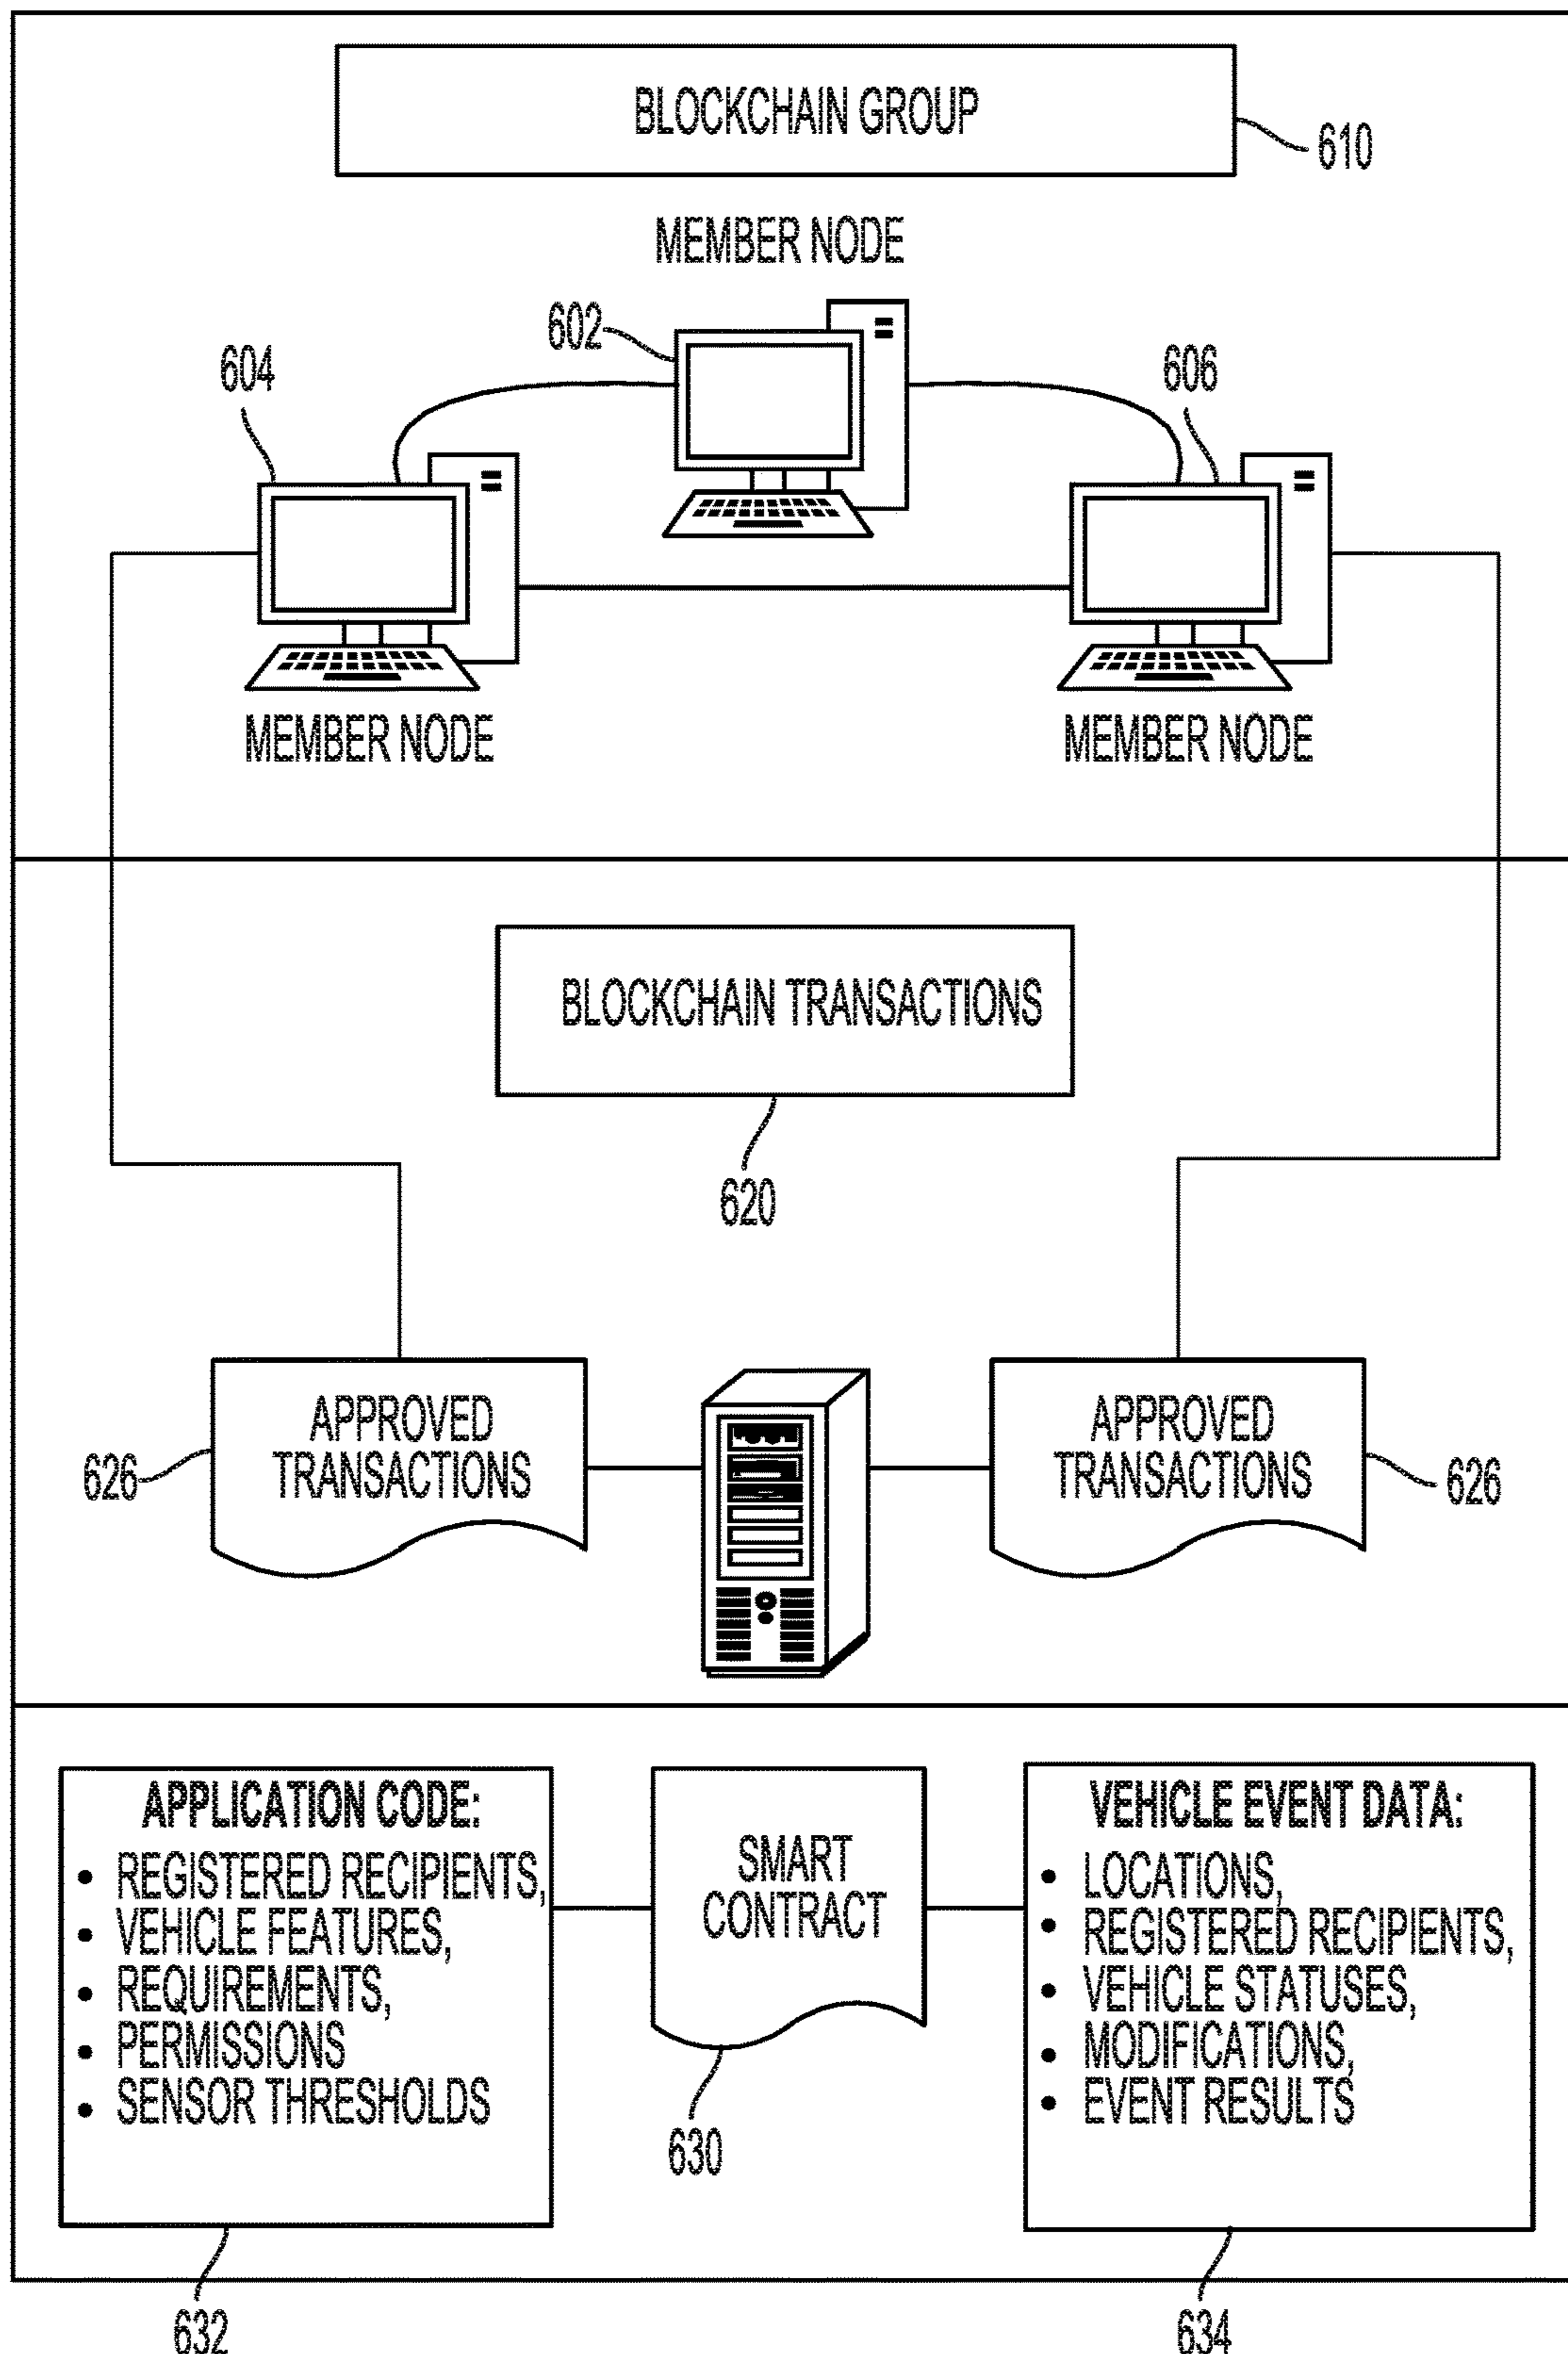 BLOCKCHAIN GROUP
610
MEMBER NODE
602
604
606
MEMBER NODE
MEMBER NODE
BLOCKCHAIN TRANSACTIONS
620
APPROVED
TRANSACTIONS
626
APPROVED
TRANSACTIONS
626
APPLICATION CODE:
• REGISTERED RECIPIENTS,
• VEHICLE FEATURES,
• REQUIREMENTS,
• PERMISSIONS
• SENSOR THRESHOLDS
632
SMART
CONTRACT
630
VEHICLE EVENT DATA:
• LOCATIONS,
• REGISTERED RECIPIENTS,
• VEHICLE STATUSES,
• MODIFICATIONS,
• EVENT RESULTS
634